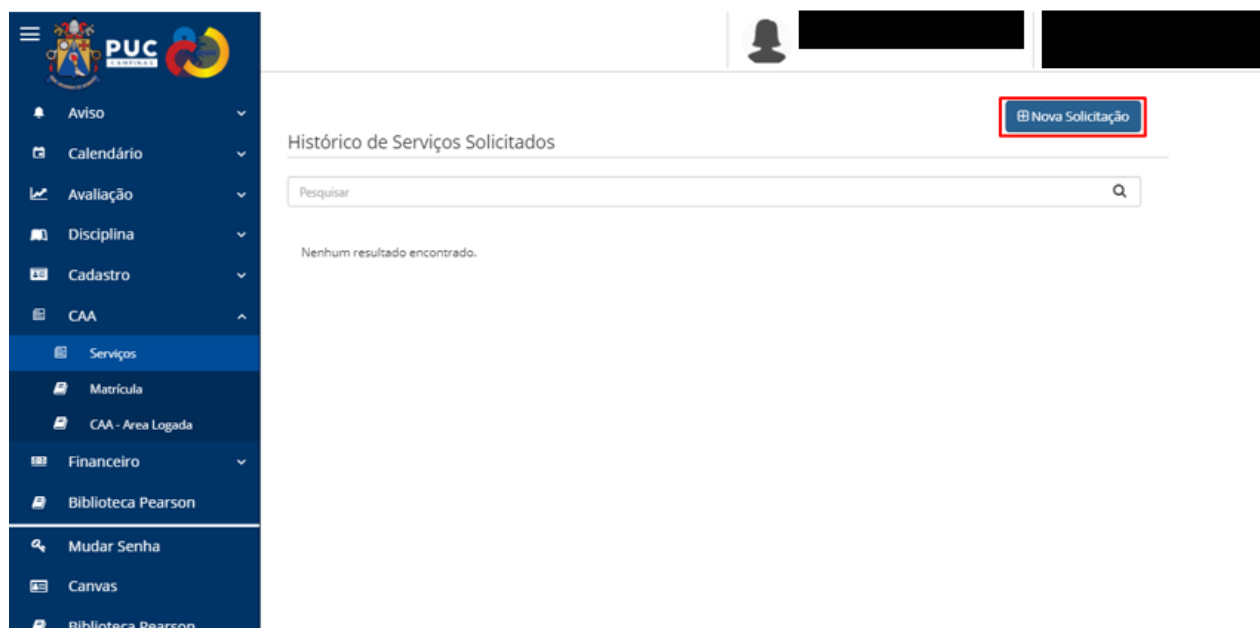 PUC
CAMPINAS
Aviso
Calendário
Avaliação
Disciplina
Cadastro
CAA
Serviços
Matrícula
CAA - Area Logada
Financeiro
Biblioteca Pearson
Mudar Senha
Canvas
Biblioteca Pearson
Nova Solicitação
Histórico de Serviços Solicitados
Pesquisar
Nenhum resultado encontrado.